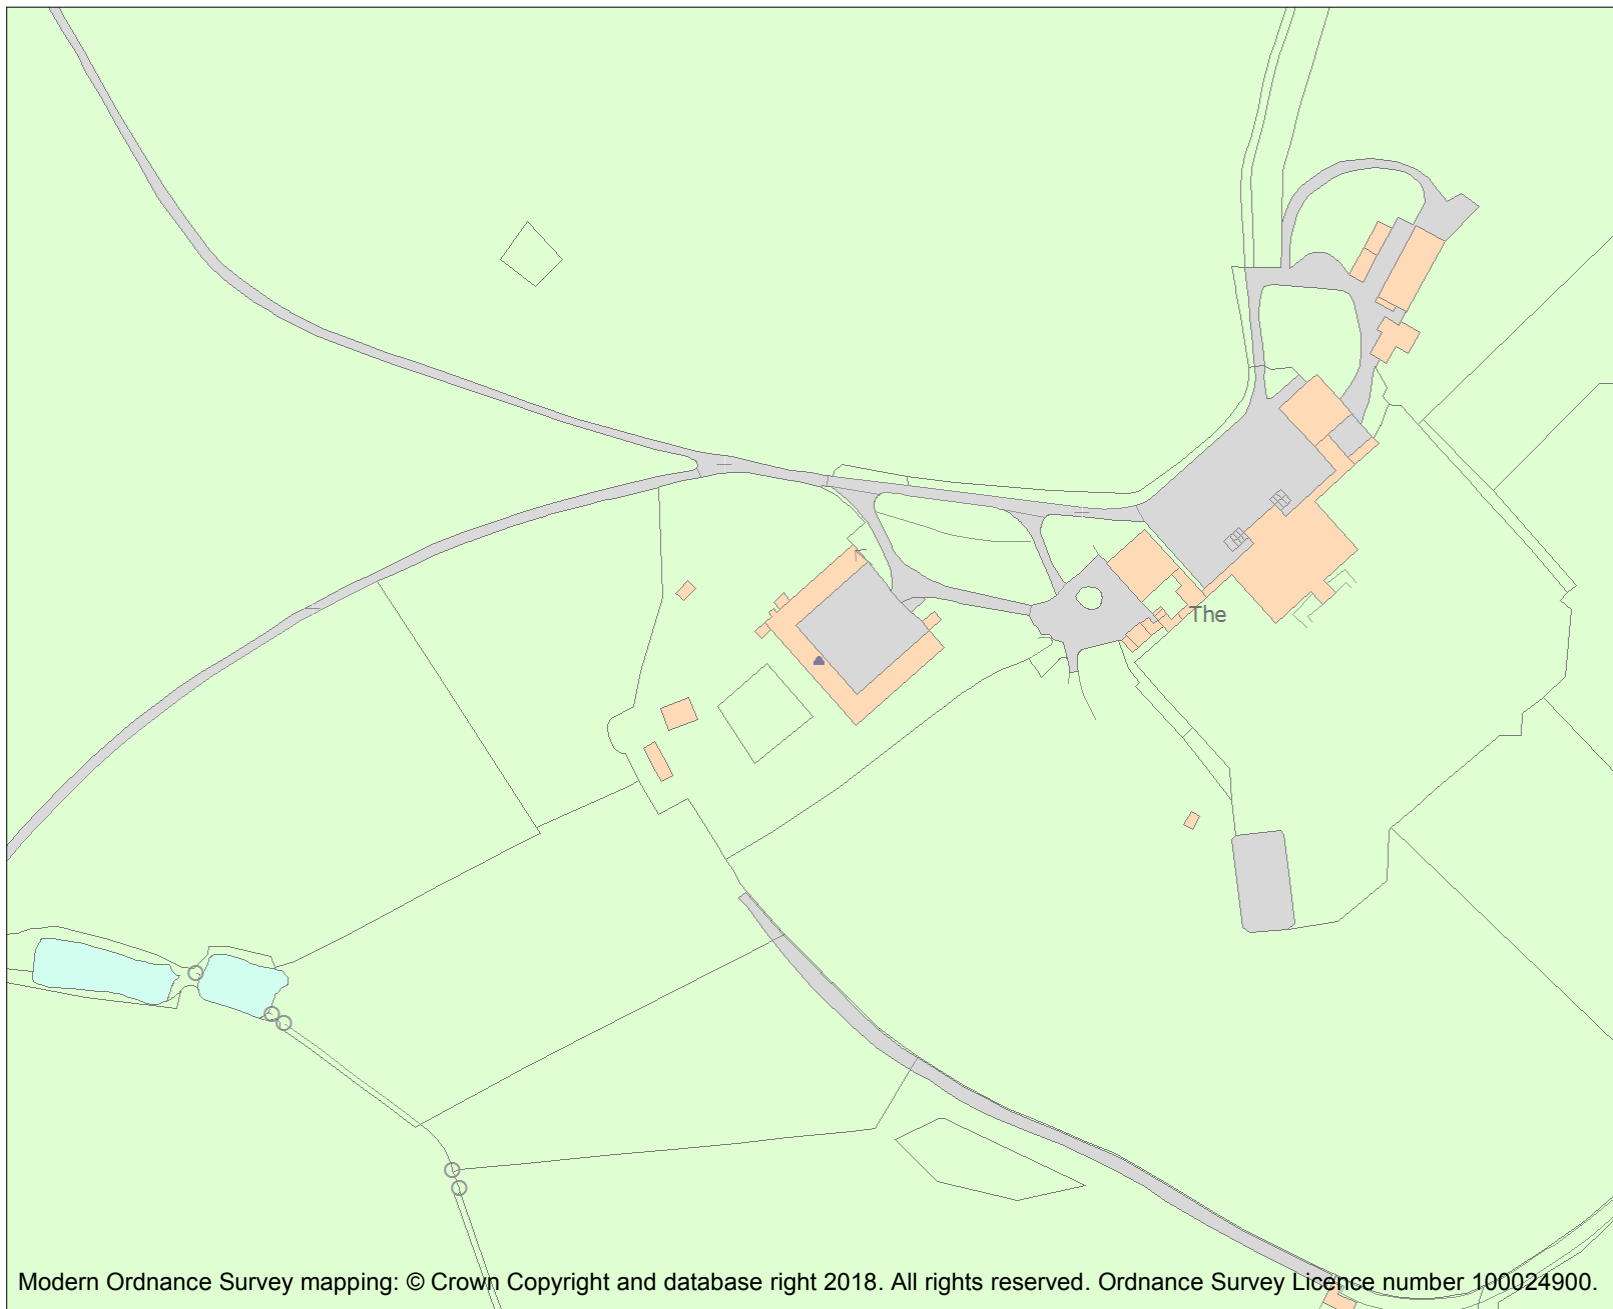 The
Modern Ordnance Survey mapping: © Crown Copyright and database right 2018. All rights reserved. Ordnance Survey Licence number 100024900.